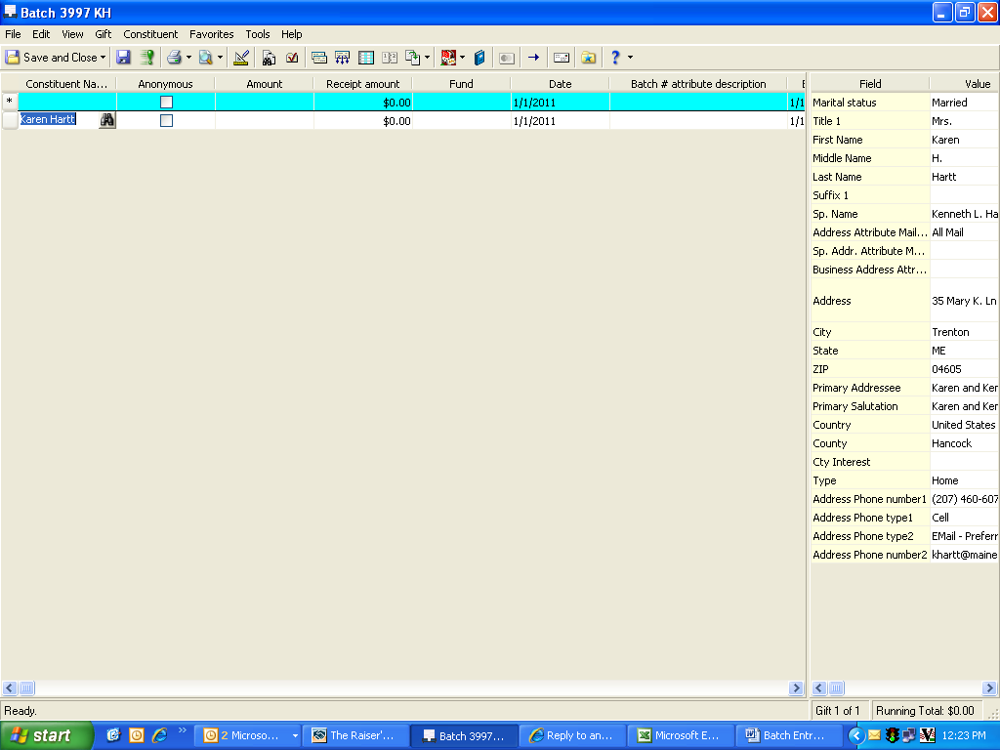 Batch 3997 KH
File Edit View Gift Constituent Favorites Tools Help
Save and Close
Constituent Na... Anonymous Amount Receipt amount Fund Date Batch # attribute description
* $0.00 1/1/2011 1/1
Karen Hartt $0.00 1/1/2011 1/1
Field Value
Marital status Married
Title 1 Mrs.
First Name Karen
Middle Name H.
Last Name Hartt
Suffix 1
Sp. Name Kenneth L. Ha
Address Attribute Mail... All Mail
Sp. Addr. Attribute M...
Business Address Attr...
Address 35 Mary K. Ln
City Trenton
State ME
ZIP 04605
Primary Addressee Karen and Ker
Primary Salutation Karen and Ker
Country United States
County Hancock
Cty Interest
Type Home
Address Phone number1 (207) 460-607
Address Phone type1 Cell
Address Phone type2 EMail - Preferr
Address Phone number2 khartt@maine
Ready. Gift 1 of 1 Running Total: $0.00
start 2 Microso... The Raiser'... Batch 3997... Reply to an... Microsoft E... Batch Entr... 12:23 PM